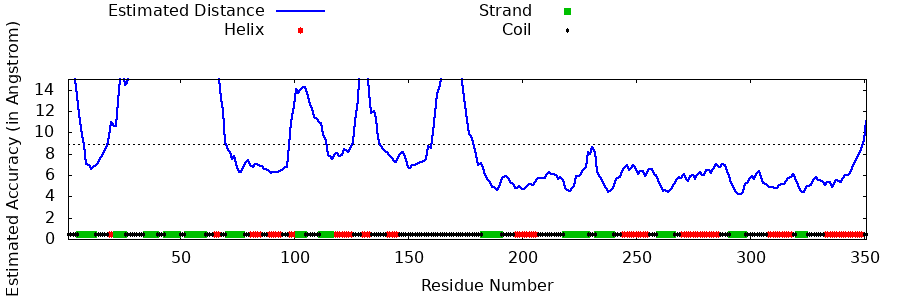 Estimated Distance
Strand
Helix
Coil
Estimated Accuracy (in Angstrom)
14
12
10
8
6
4
2
0
50
100
150
200
250
300
350
Residue Number